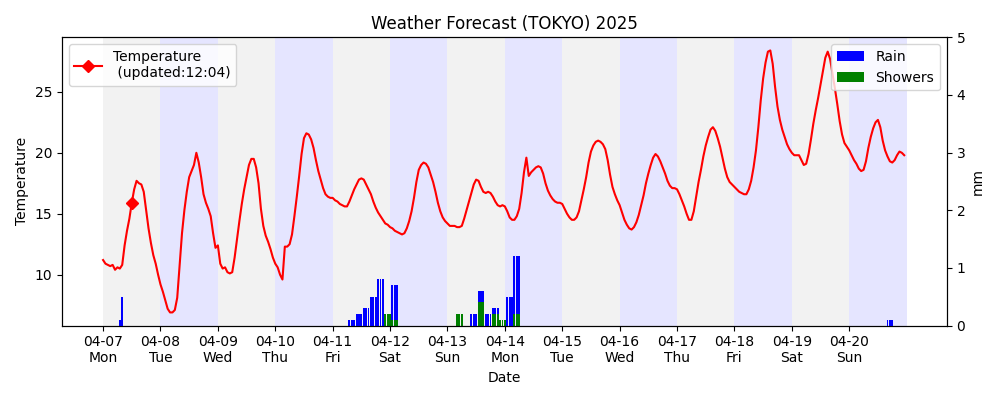 Weather Forecast (TOKYO) 2025
Temperature
(updated:12:04)
Rain
Showers
Temperature
25
20
15
10
5
4
3
2
1
0
mm
04-07 04-08 04-09 04-10 04-11 04-12 04-13 04-14 04-15 04-16 04-17 04-18 04-19 04-20
Mon Tue Wed Thu Fri Sat Sun Mon Tue Wed Thu Fri Sat Sun
Date